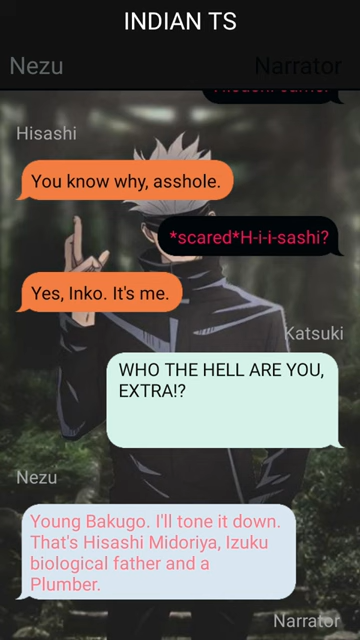 INDIAN TS
Nezu
Narrator
Hisashi
You know why, asshole.
*scared*H-i-i-sashi?
Yes, Inko. It's me.
Katsuki
WHO THE HELL ARE YOU,
EXTRA!?
Nezu
Young Bakugo. I'll tone it down.
That's Hisashi Midoriya, Izuku
biological father and a
Plumber.
Narrator